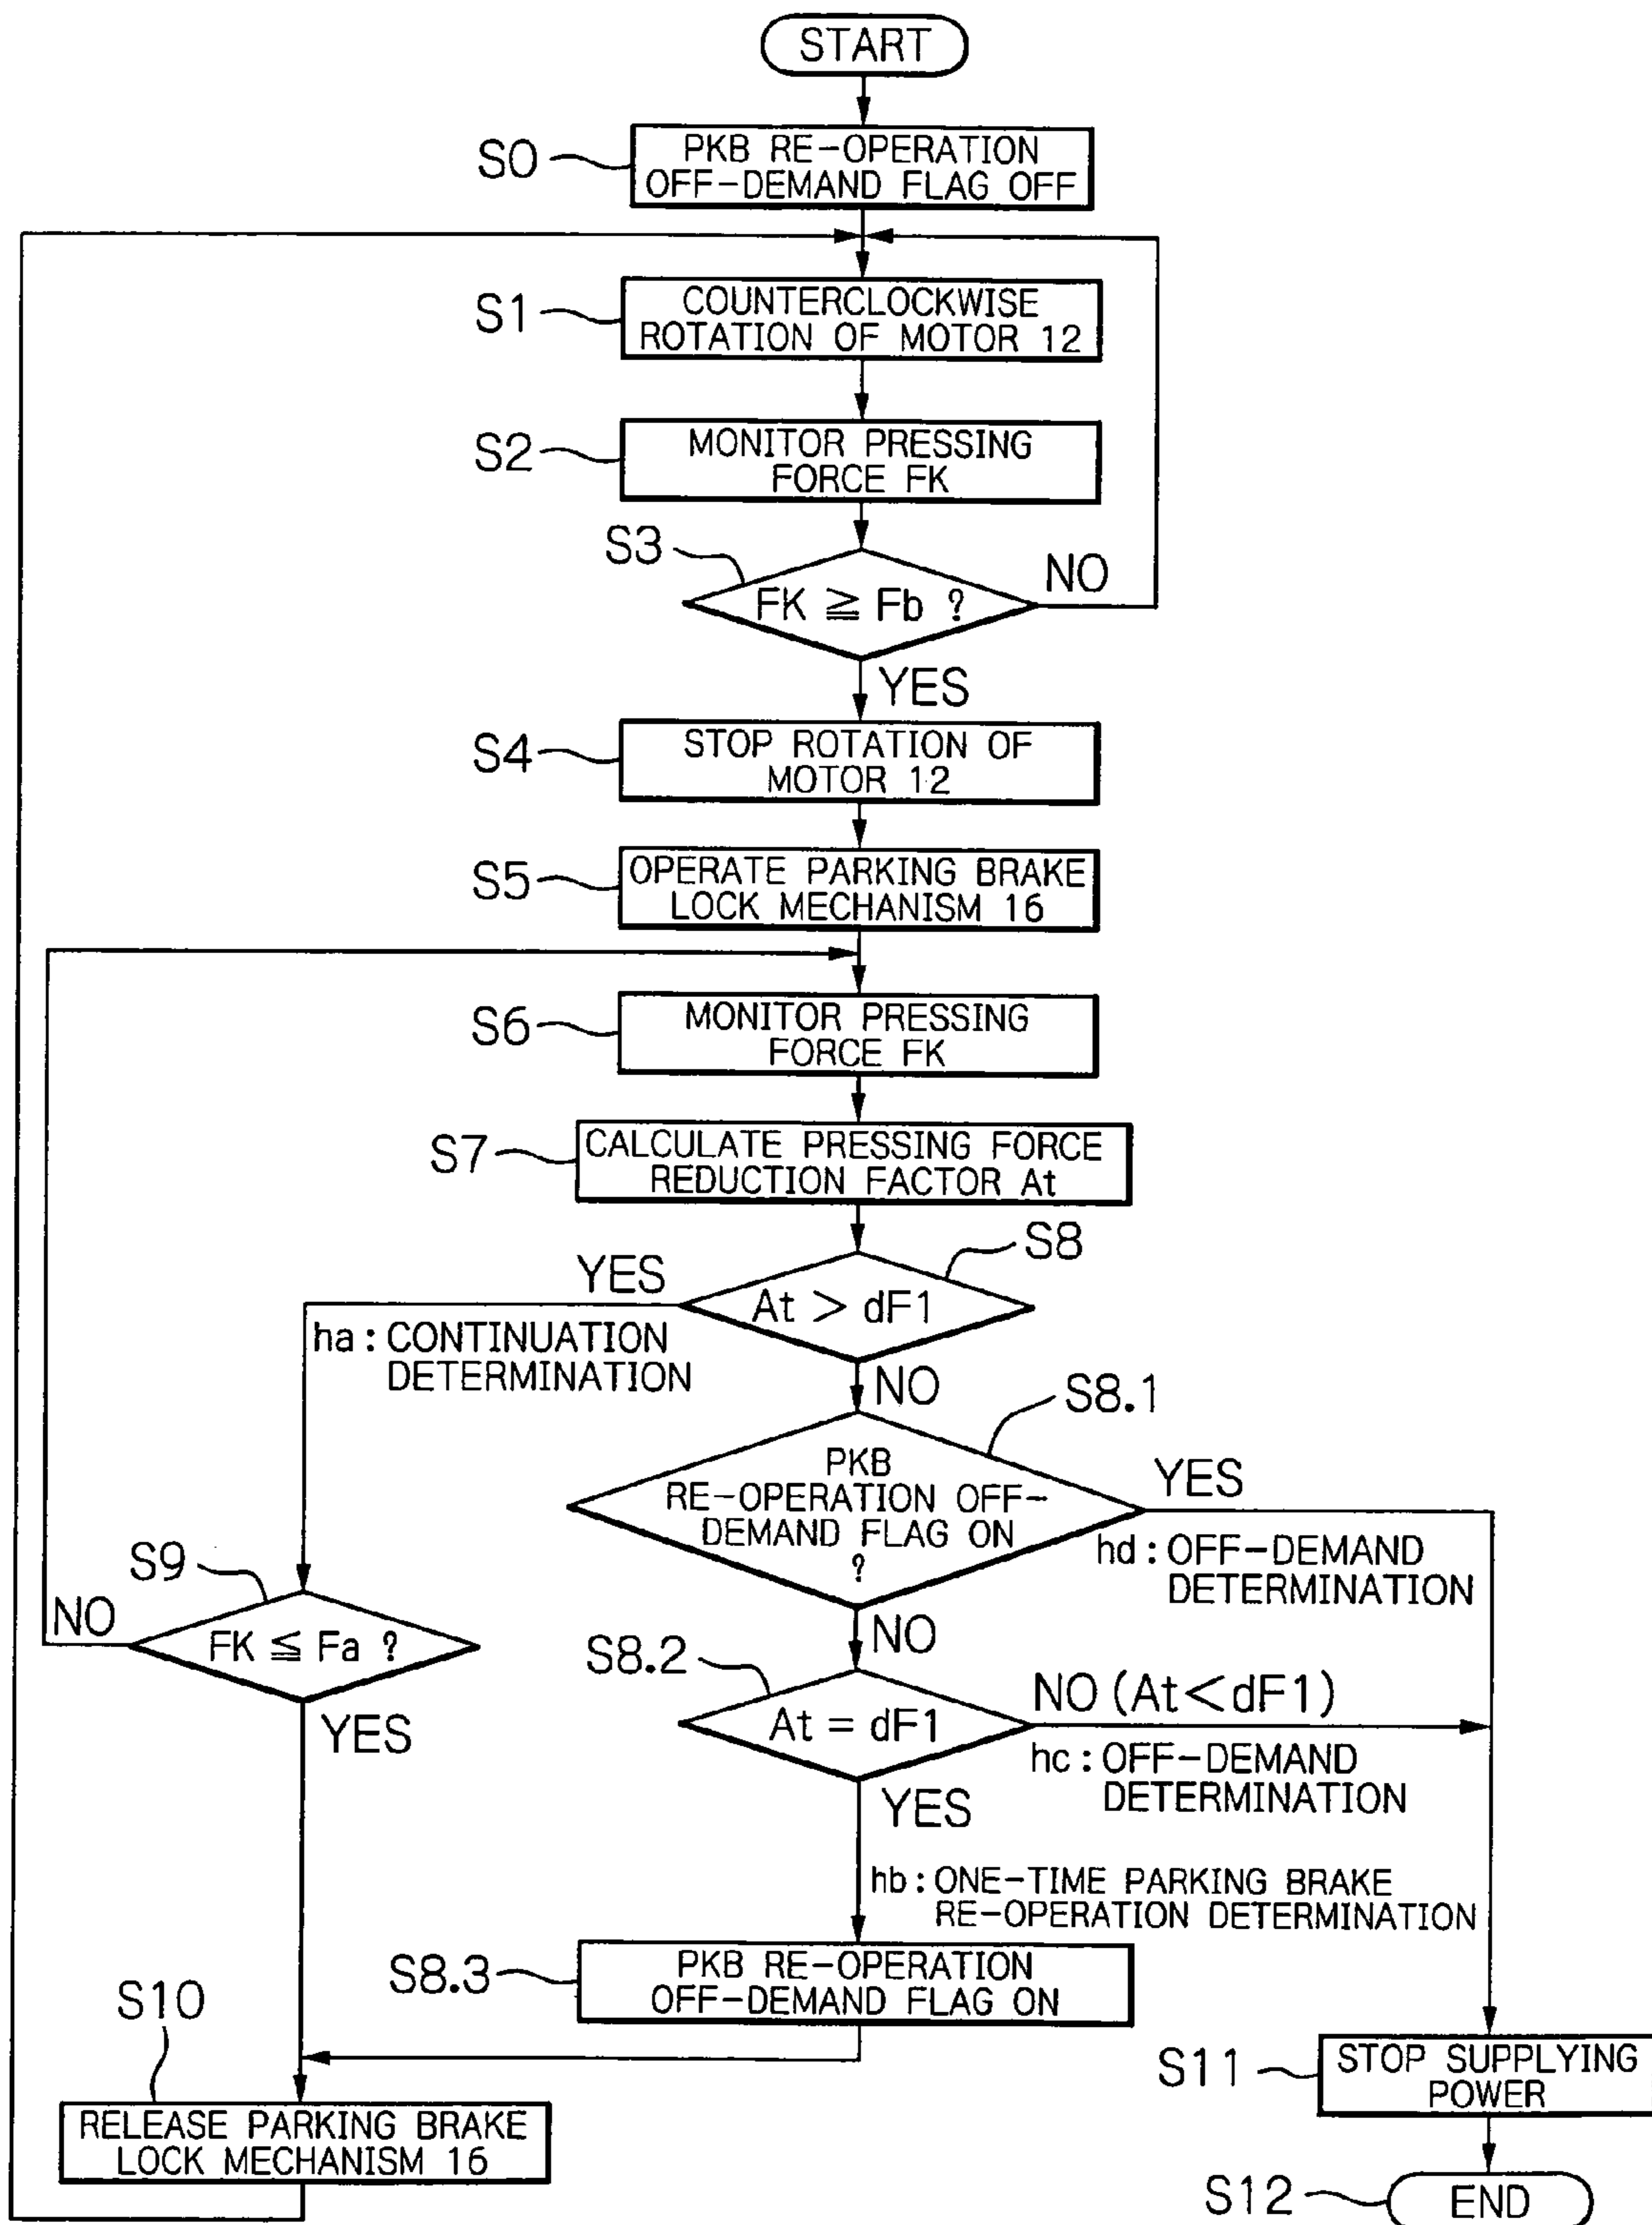 START
S0
PKB RE-OPERATION
OFF-DEMAND FLAG OFF
S1
COUNTERCLOCKWISE
ROTATION OF MOTOR 12
S2
MONITOR PRESSING
FORCE FK
S3
FK ≧ Fb ?
NO
YES
S4
STOP ROTATION OF
MOTOR 12
S5
OPERATE PARKING BRAKE
LOCK MECHANISM 16
S6
MONITOR PRESSING
FORCE FK
S7
CALCULATE PRESSING FORCE
REDUCTION FACTOR At
S8
At > dF1
YES
ha : CONTINUATION
DETERMINATION
NO
S8.1
PKB
RE-OPERATION OFF-
DEMAND FLAG ON
?
YES
hd : OFF-DEMAND
DETERMINATION
S9
NO
FK ≦ Fa ?
YES
NO
S8.2
At = dF1
NO (At<dF1)
hc : OFF-DEMAND
DETERMINATION
YES
hb : ONE-TIME PARKING BRAKE
RE-OPERATION DETERMINATION
S8.3
PKB RE-OPERATION
OFF-DEMAND FLAG ON
S10
RELEASE PARKING BRAKE
LOCK MECHANISM 16
S11
STOP SUPPLYING
POWER
S12
END